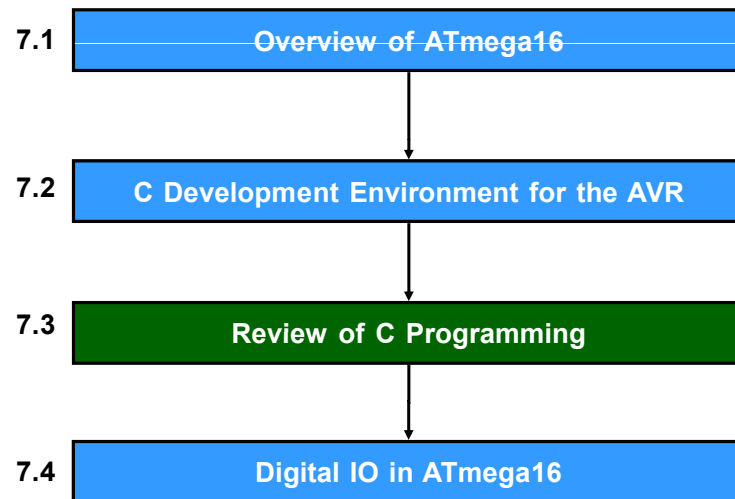 7.1 Overview of ATmega16
7.2 C Development Environment for the AVR
7.3 Review of C Programming
7.4 Digital IO in ATmega16